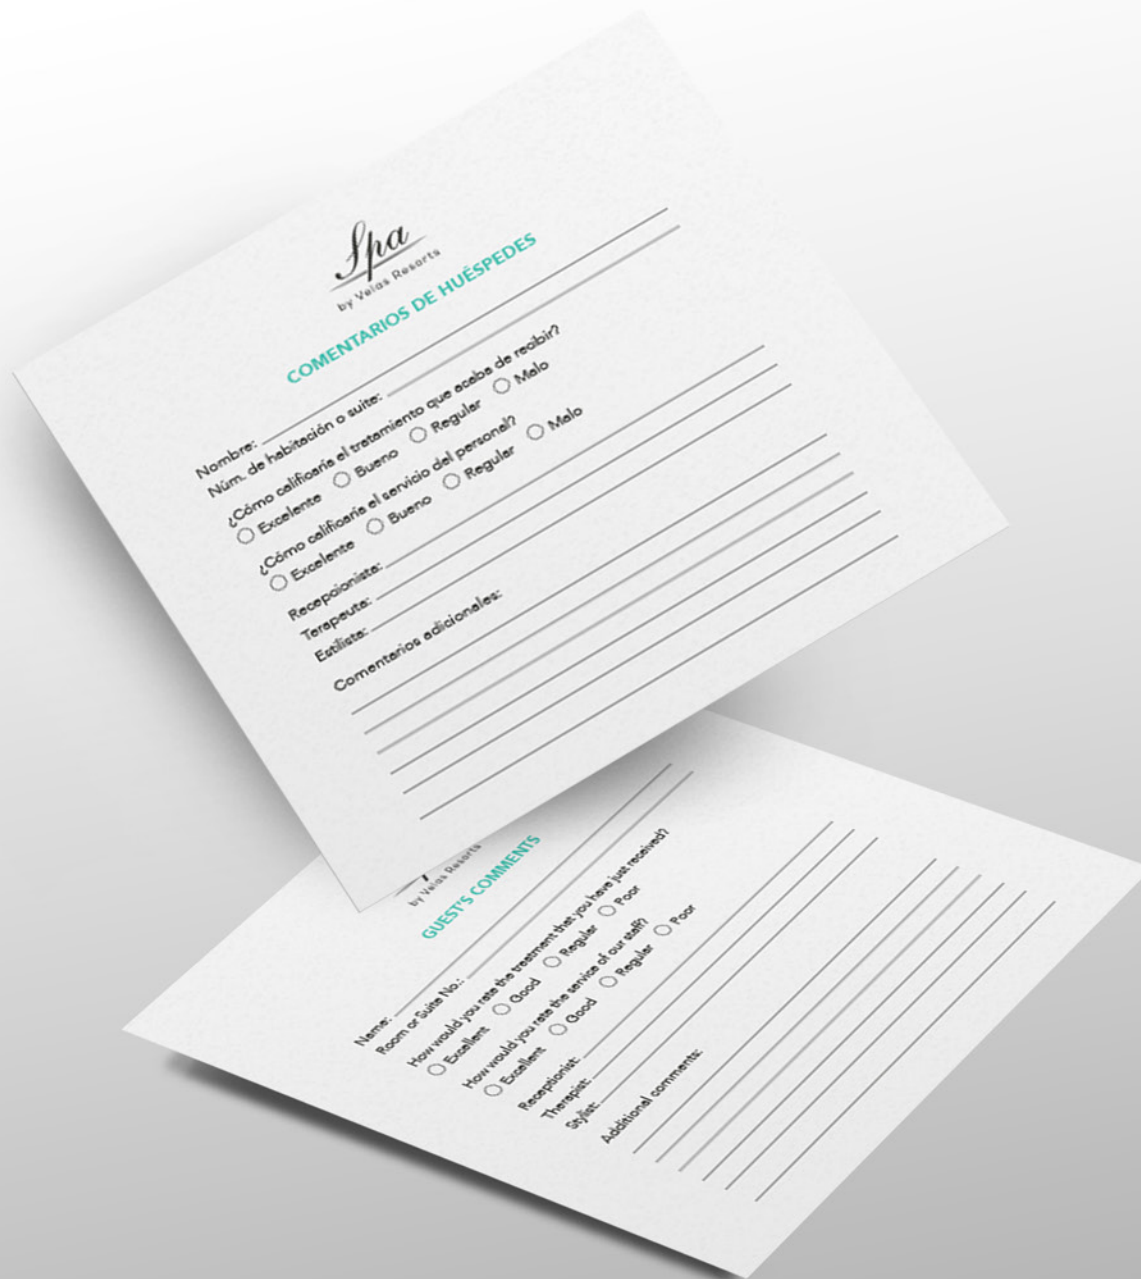 Spa
by Velas Resorts
COMENTARIOS DE HUÉSPEDES
Nombre:
Núm. de habitación o suite:
¿Cómo calificaría el tratamiento que acaba de recibir?
Excelente Bueno Regular Malo
¿Cómo calificaría el servicio del personal?
Excelente Bueno Regular Malo
Recepcionista:
Terapeuta:
Estilista:
Comentarios adicionales:
by Velas Resorts
GUEST'S COMMENTS
Name:
Room or Suite No.:
How would you rate the treatment that you have just received?
Excellent Good Regular Poor
How would you rate the service of our staff?
Excellent Good Regular Poor
Receptionist:
Therapist:
Stylist:
Additional comments: